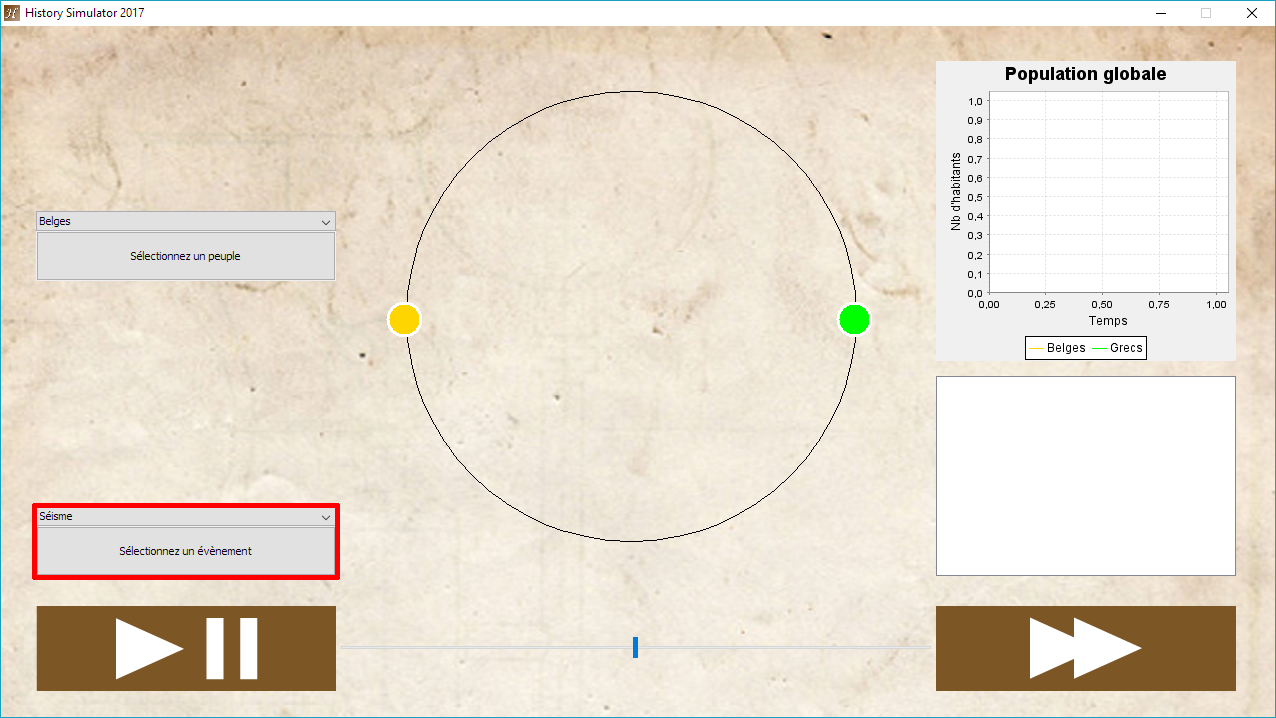 History Simulator 2017
Belges
Sélectionnez un peuple
Séisme
Sélectionnez un évènement
Population globale
Nb d'habitants
1,0
0,9
0,8
0,7
0,6
0,5
0,4
0,3
0,2
0,1
0,0
0,00 0,25 0,50 0,75 1,00
Temps
Belges Grecs